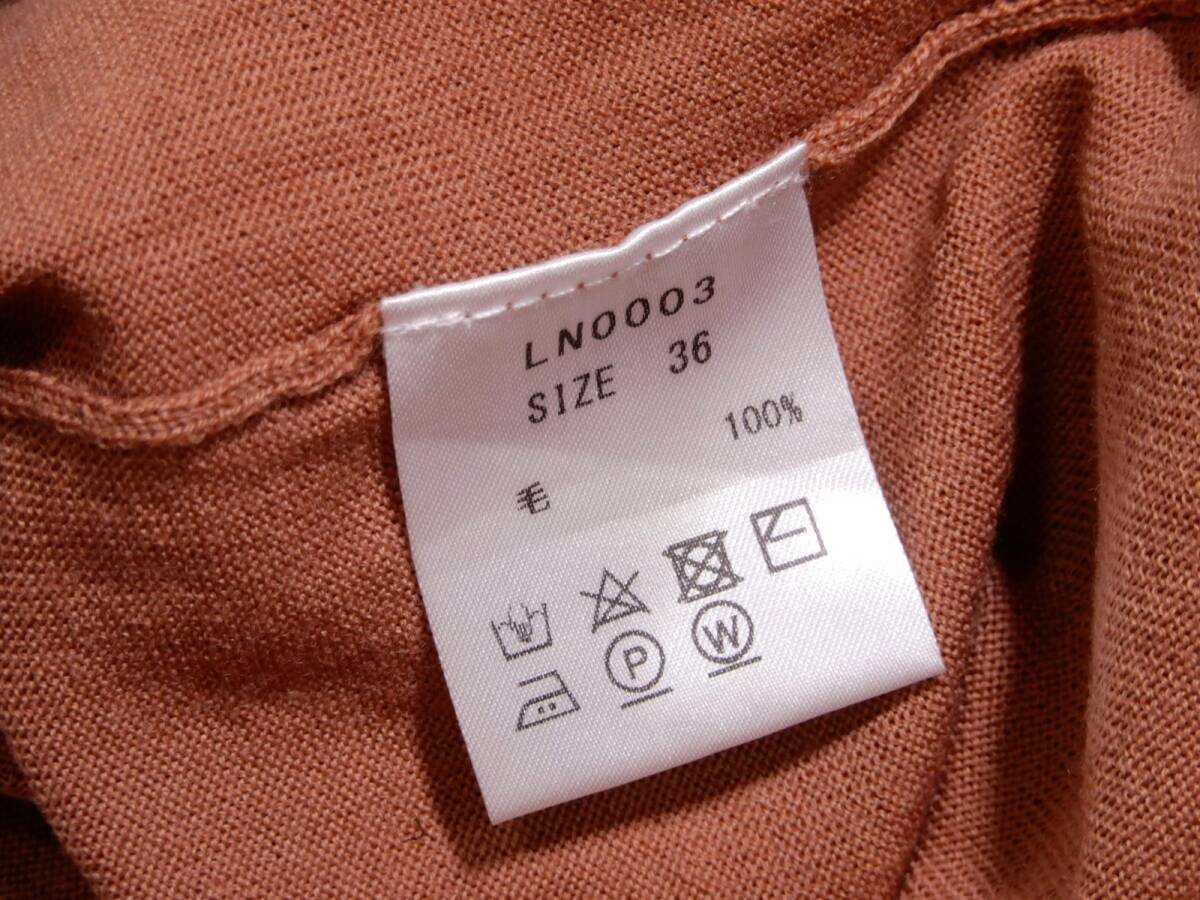 LN0003
SIZE 36
毛 100%
P W